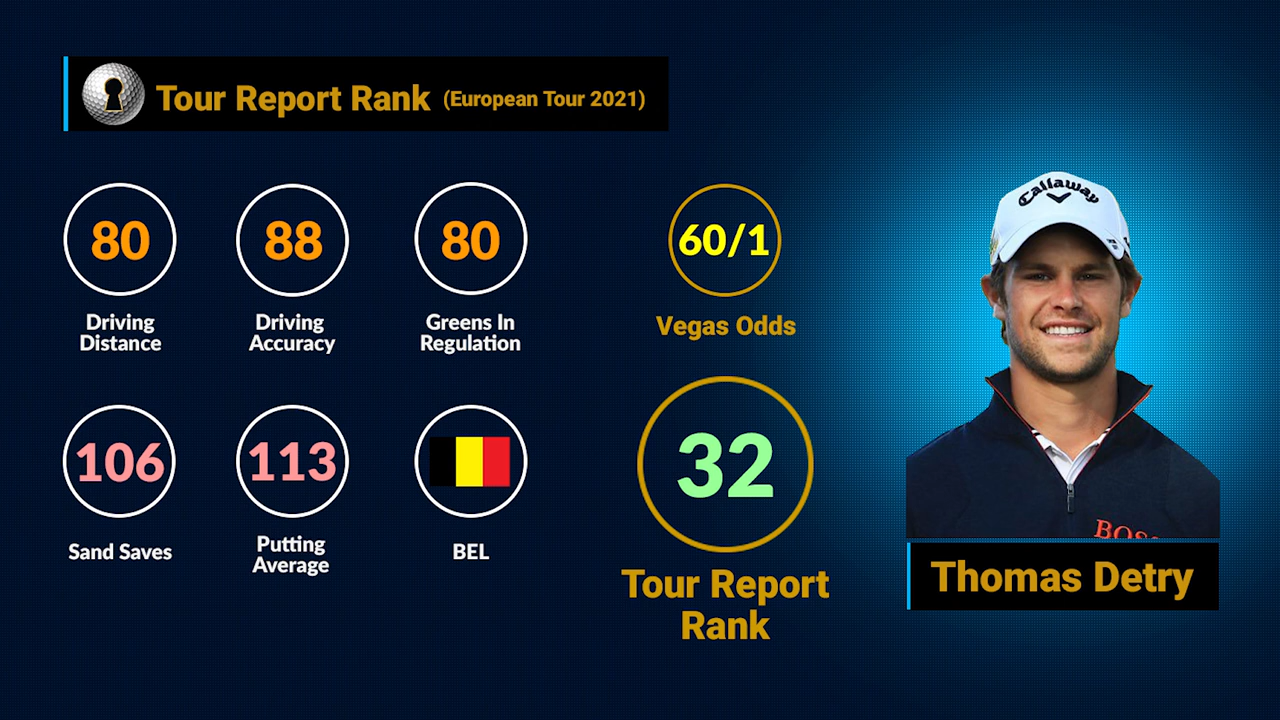 Tour Report Rank (European Tour 2021)
80
88
80
60/1
Driving
Distance
Driving
Accuracy
Greens In
Regulation
Vegas Odds
Callaway
106
113
32
Sand Saves
Putting
Average
BEL
BOSS
Tour Report
Rank
Thomas Detry